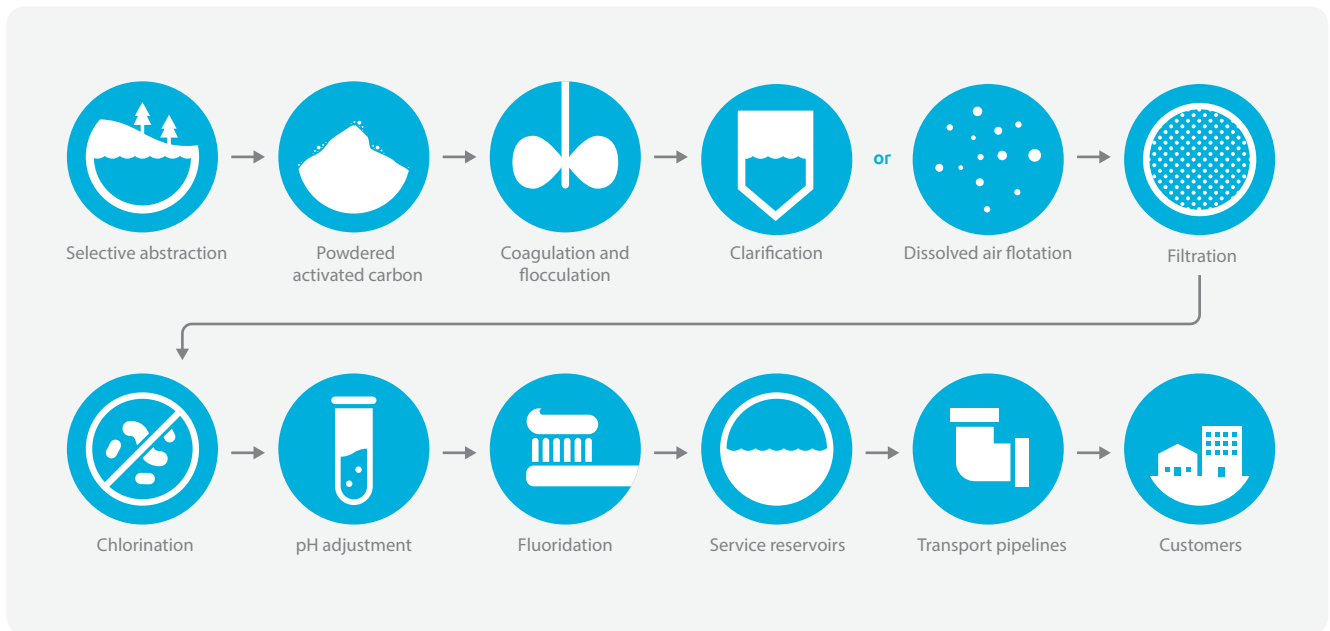 Selective abstraction
Powdered
activated carbon
Coagulation and
flocculation
Clarification
or
Dissolved air flotation
Filtration
Chlorination
pH adjustment
Fluoridation
Service reservoirs
Transport pipelines
Customers